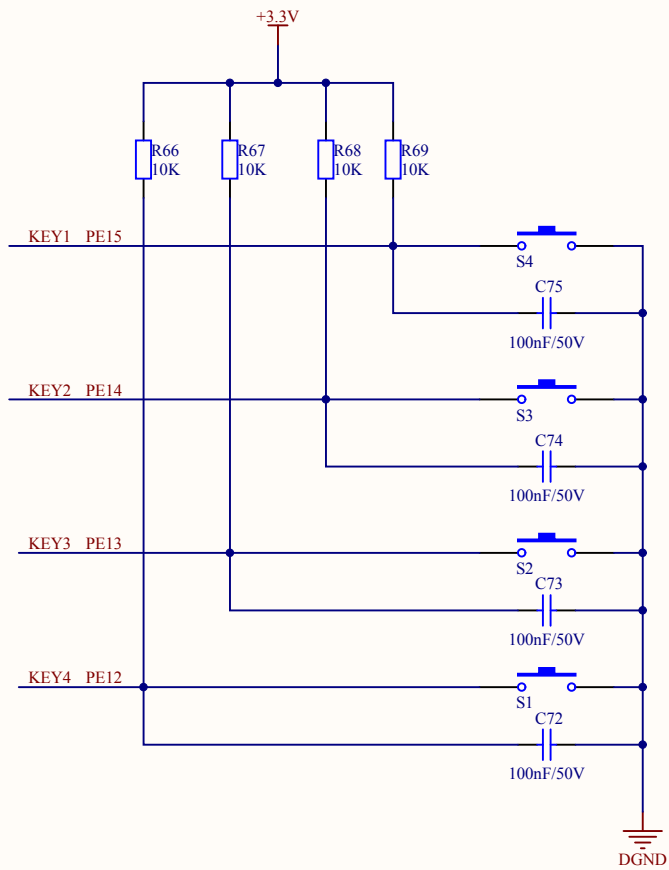 +3.3V
R66 R67 R68 R69
10K 10K 10K 10K
KEY1 PE15
S4
C75
100nF/50V
KEY2 PE14
S3
C74
100nF/50V
KEY3 PE13
S2
C73
100nF/50V
KEY4 PE12
S1
C72
100nF/50V
DGND